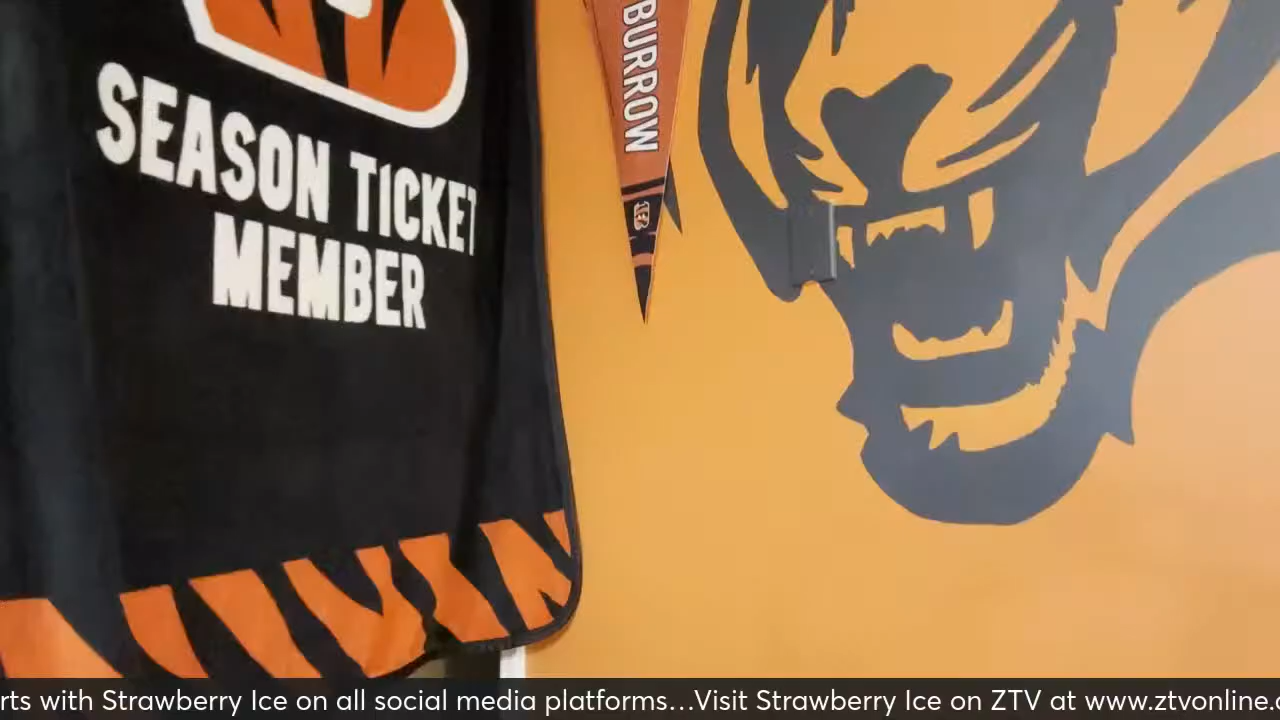 SEASON TICKET
MEMBER
BURROW
rts with Strawberry Ice on all social media platforms...Visit Strawberry Ice on ZTV at www.ztvonline.c